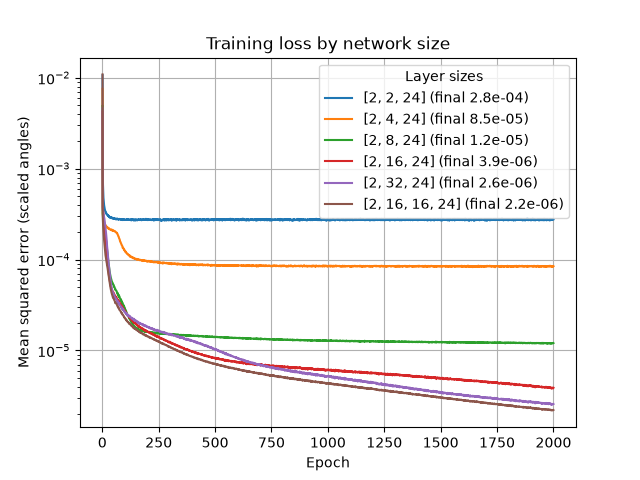 Training loss by network size
Mean squared error (scaled angles)
10⁻²
10⁻³
10⁻⁴
10⁻⁵
Layer sizes
[2, 2, 24] (final 2.8e-04)
[2, 4, 24] (final 8.5e-05)
[2, 8, 24] (final 1.2e-05)
[2, 16, 24] (final 3.9e-06)
[2, 32, 24] (final 2.6e-06)
[2, 16, 16, 24] (final 2.2e-06)
0 250 500 750 1000 1250 1500 1750 2000
Epoch